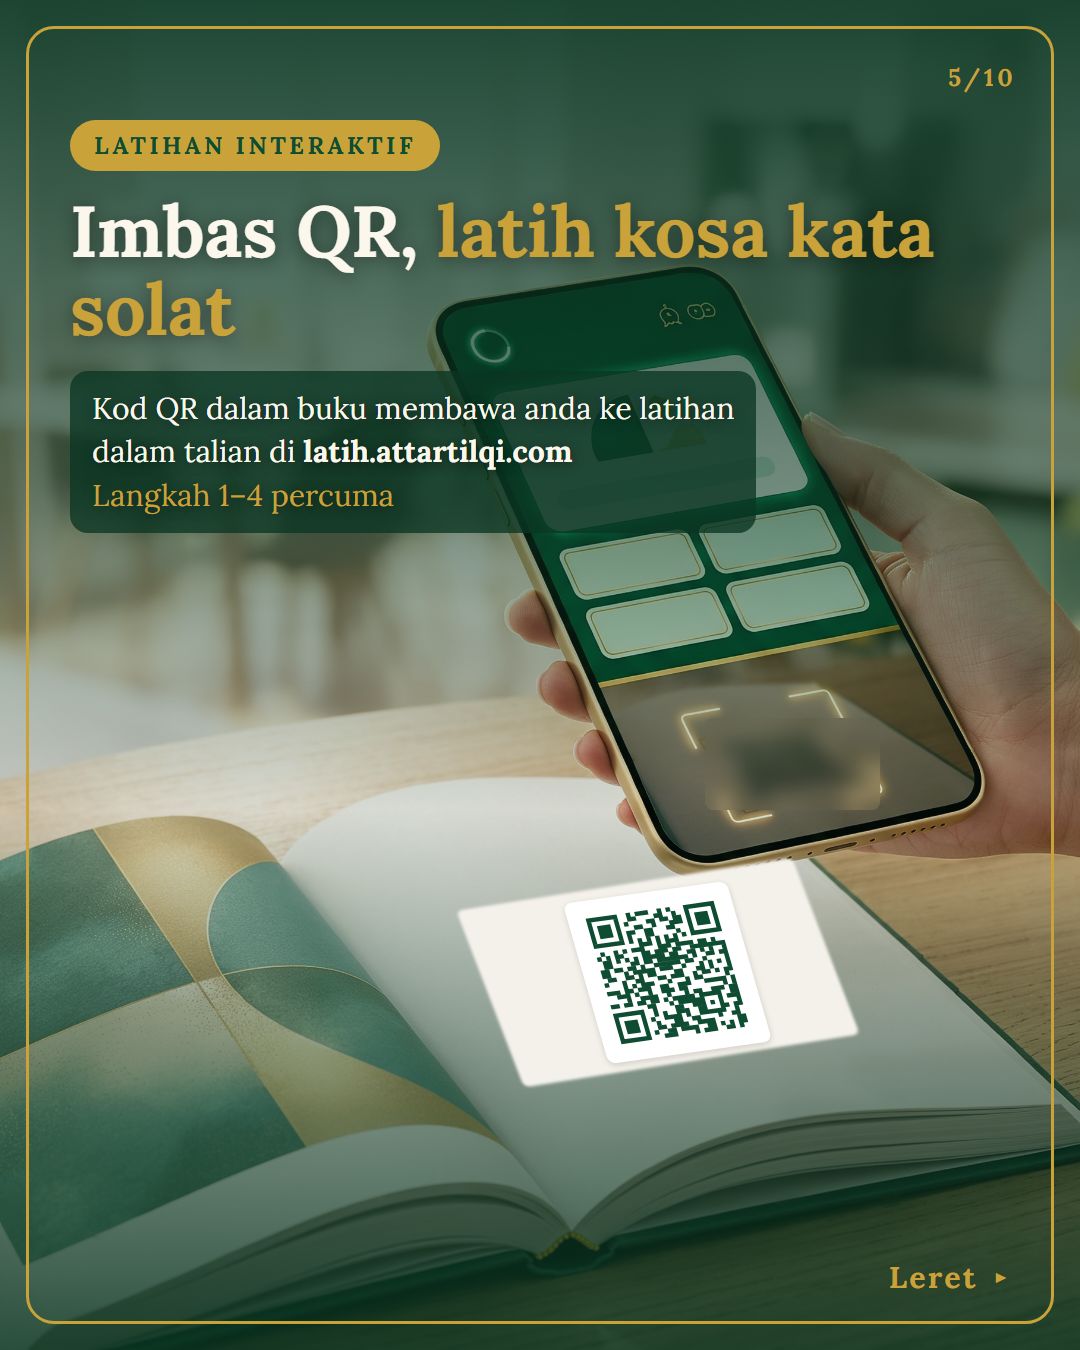 5/10
LATIHAN INTERAKTIF
Imbas QR, latih kosa kata
solat
Kod QR dalam buku membawa anda ke latihan
dalam talian di latih.attartilqi.com
Langkah 1–4 percuma
Leret ▸